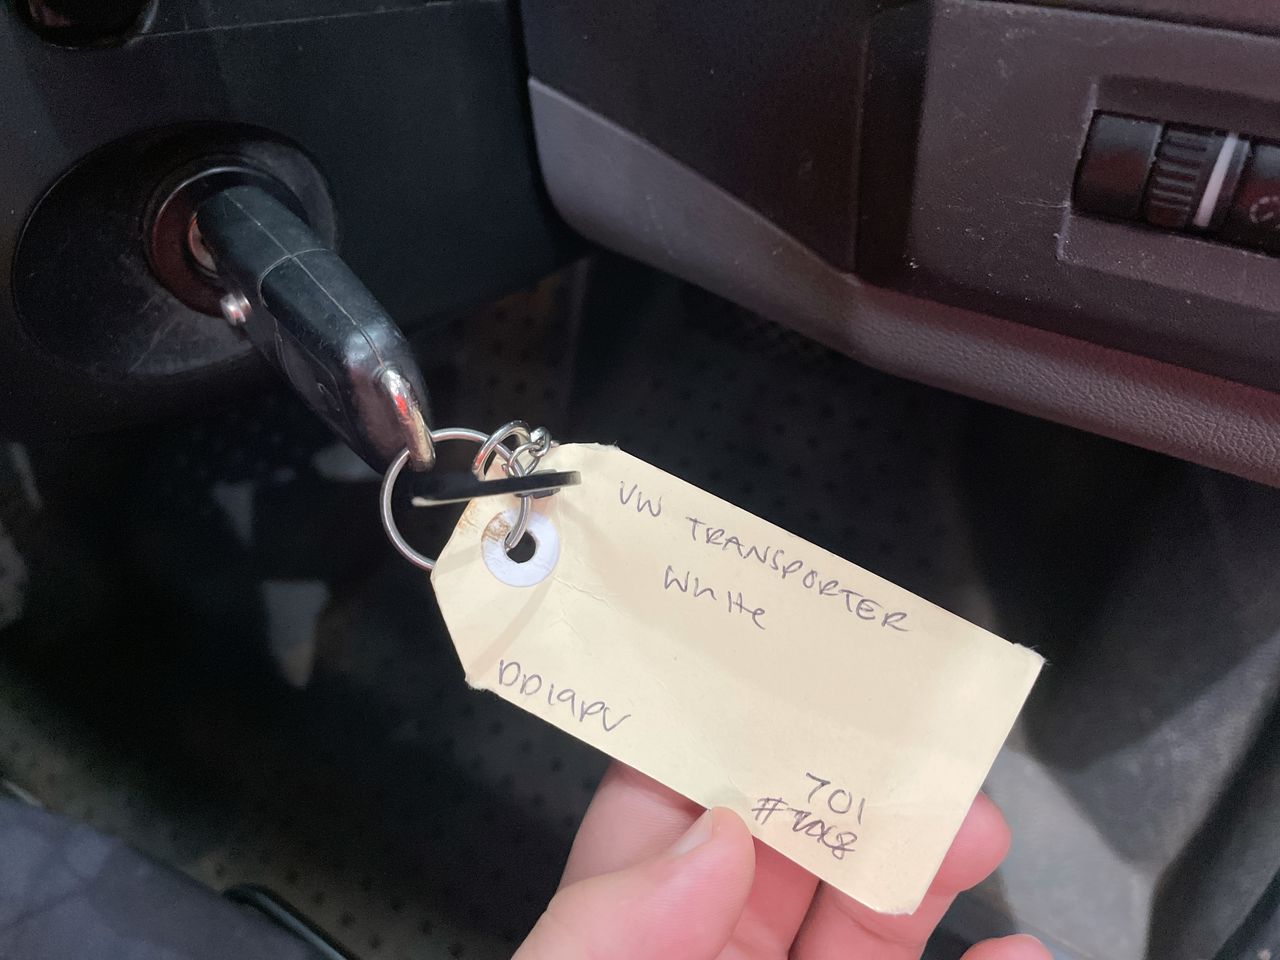 VW TRANSPORTER
White
DD19PV
701